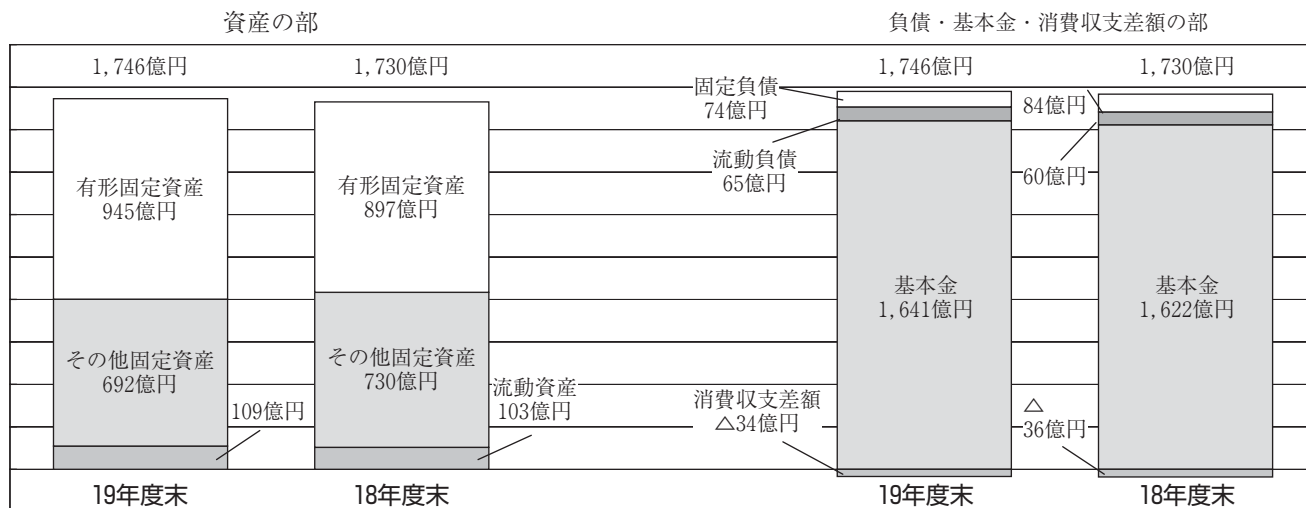 資産の部
負債・基本金・消費収支差額の部
1,746億円
1,730億円
1,746億円
1,730億円
有形固定資産
945億円
その他固定資産
692億円
109億円
有形固定資産
897億円
その他固定資産
730億円
流動資産
103億円
固定負債
74億円
流動負債
65億円
基本金
1,641億円
消費収支差額
△34億円
84億円
60億円
基本金
1,622億円
△
36億円
19年度末
18年度末
19年度末
18年度末